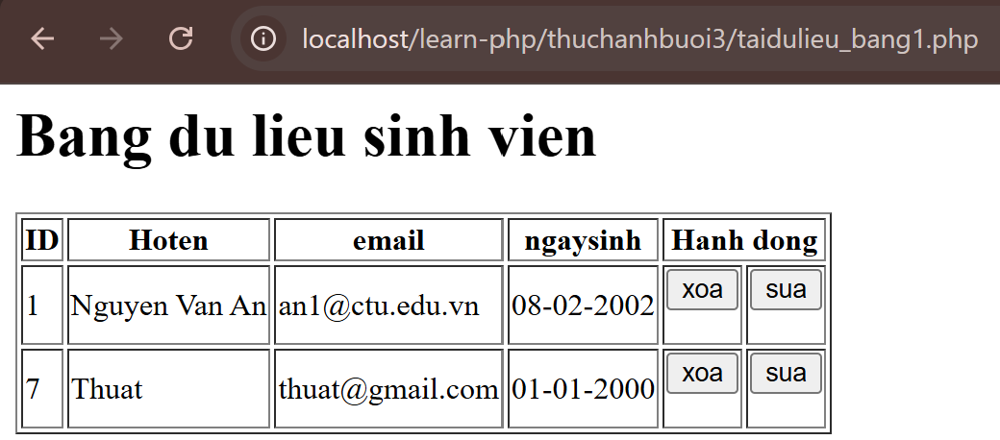 localhost/learn-php/thuchanhbuoi3/taidulieu_bang1.php
Bang du lieu sinh vien
ID Hoten email ngaysinh Hanh dong
1 Nguyen Van An an1@ctu.edu.vn 08-02-2002 xoa sua
7 Thuat thuat@gmail.com 01-01-2000 xoa sua